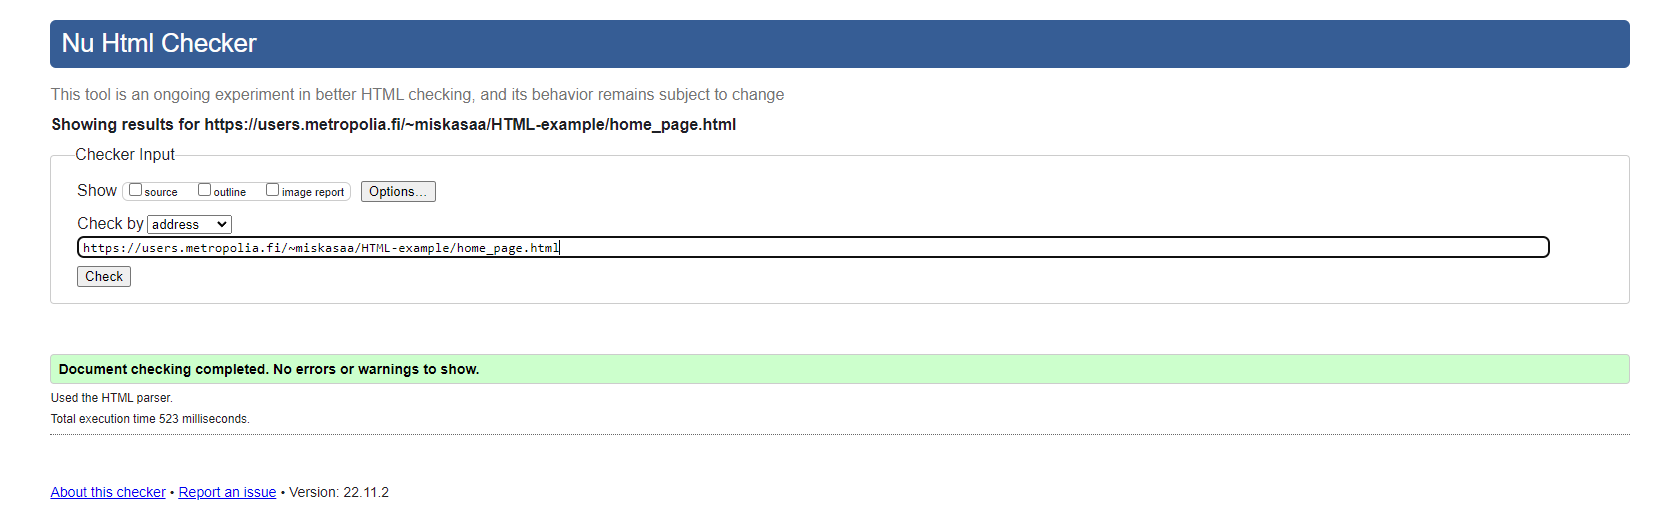 Nu Html Checker
This tool is an ongoing experiment in better HTML checking, and its behavior remains subject to change
Showing results for https://users.metropolia.fi/~miskasaa/HTML-example/home_page.html
Checker Input
Show source outline image report Options...
Check by address
https://users.metropolia.fi/~miskasaa/HTML-example/home_page.html
Check
Document checking completed. No errors or warnings to show.
Used the HTML parser.
Total execution time 523 milliseconds.
About this checker • Report an issue • Version: 22.11.2